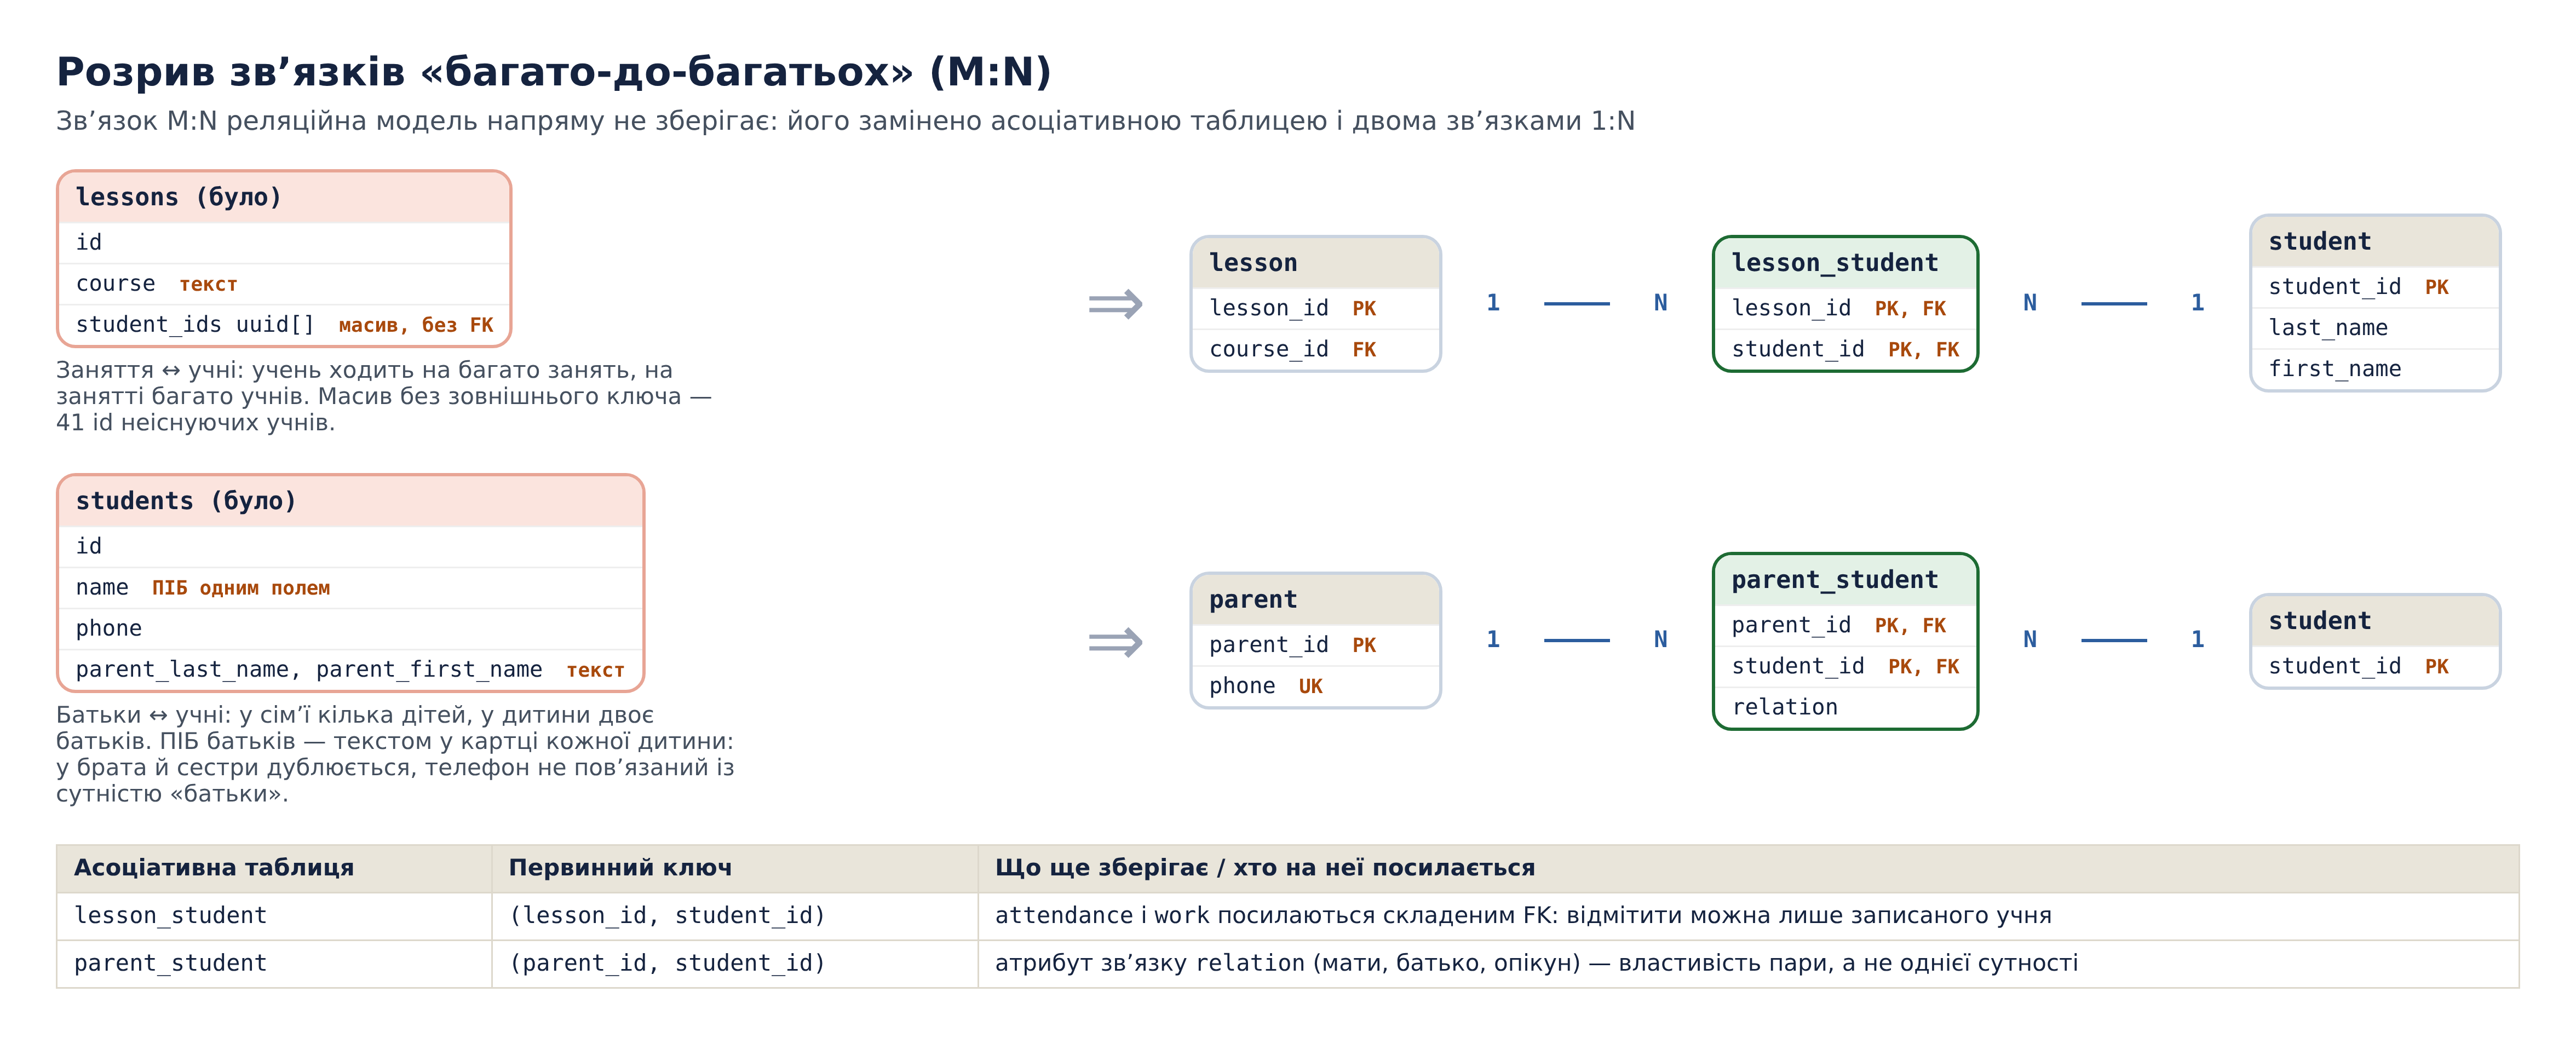 Розрив зв’язків «багато-до-багатьох» (M:N)
Зв’язок M:N реляційна модель напряму не зберігає: його замінено асоціативною таблицею і двома зв’язками 1:N
lessons (було)
id
course текст
student_ids uuid[] масив, без FK
Заняття ↔ учні: учень ходить на багато занять, на
занятті багато учнів. Масив без зовнішнього ключа —
41 id неіснуючих учнів.
⇒
lesson
lesson_id PK
course_id FK
1 — N
lesson_student
lesson_id PK, FK
student_id PK, FK
N — 1
student
student_id PK
last_name
first_name
students (було)
id
name ПІБ одним полем
phone
parent_last_name, parent_first_name текст
Батьки ↔ учні: у сім’ї кілька дітей, у дитини двоє
батьків. ПІБ батьків — текстом у картці кожної дитини:
у брата й сестри дублюється, телефон не пов’язаний із
сутністю «батьки».
⇒
parent
parent_id PK
phone UK
1 — N
parent_student
parent_id PK, FK
student_id PK, FK
relation
N — 1
student
student_id PK
Асоціативна таблиця Первинний ключ Що ще зберігає / хто на неї посилається
lesson_student (lesson_id, student_id) attendance і work посилаються складеним FK: відмітити можна лише записаного учня
parent_student (parent_id, student_id) атрибут зв’язку relation (мати, батько, опікун) — властивість пари, а не однієї сутності